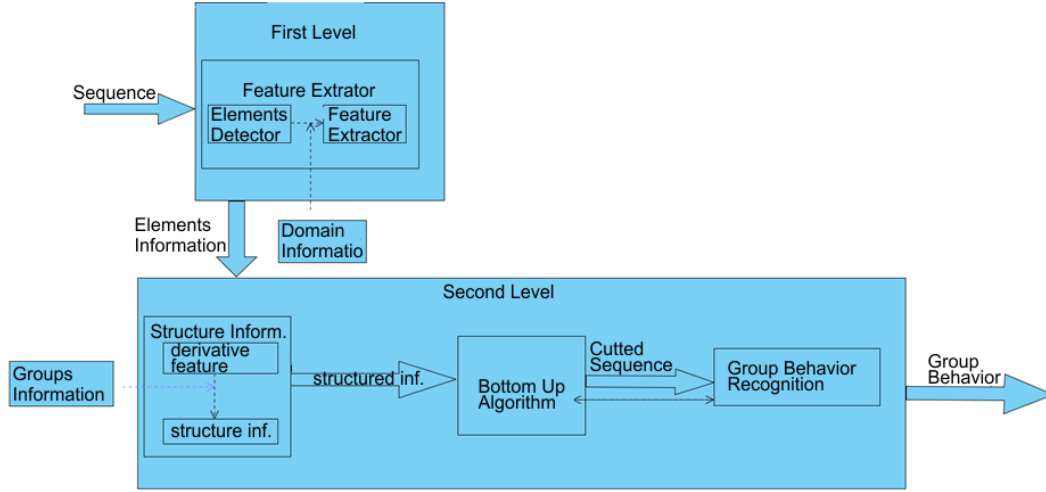 First Level
Sequence
Feature Extrator
Elements
Detector
Feature
Extractor
Elements
Information
Domain
Informatio
Second Level
Structure Inform.
derivative
feature
Groups
Information
structure inf.
structured inf.
Bottom Up
Algorithm
Cutted
Sequence
Group Behavior
Recognition
Group
Behavior